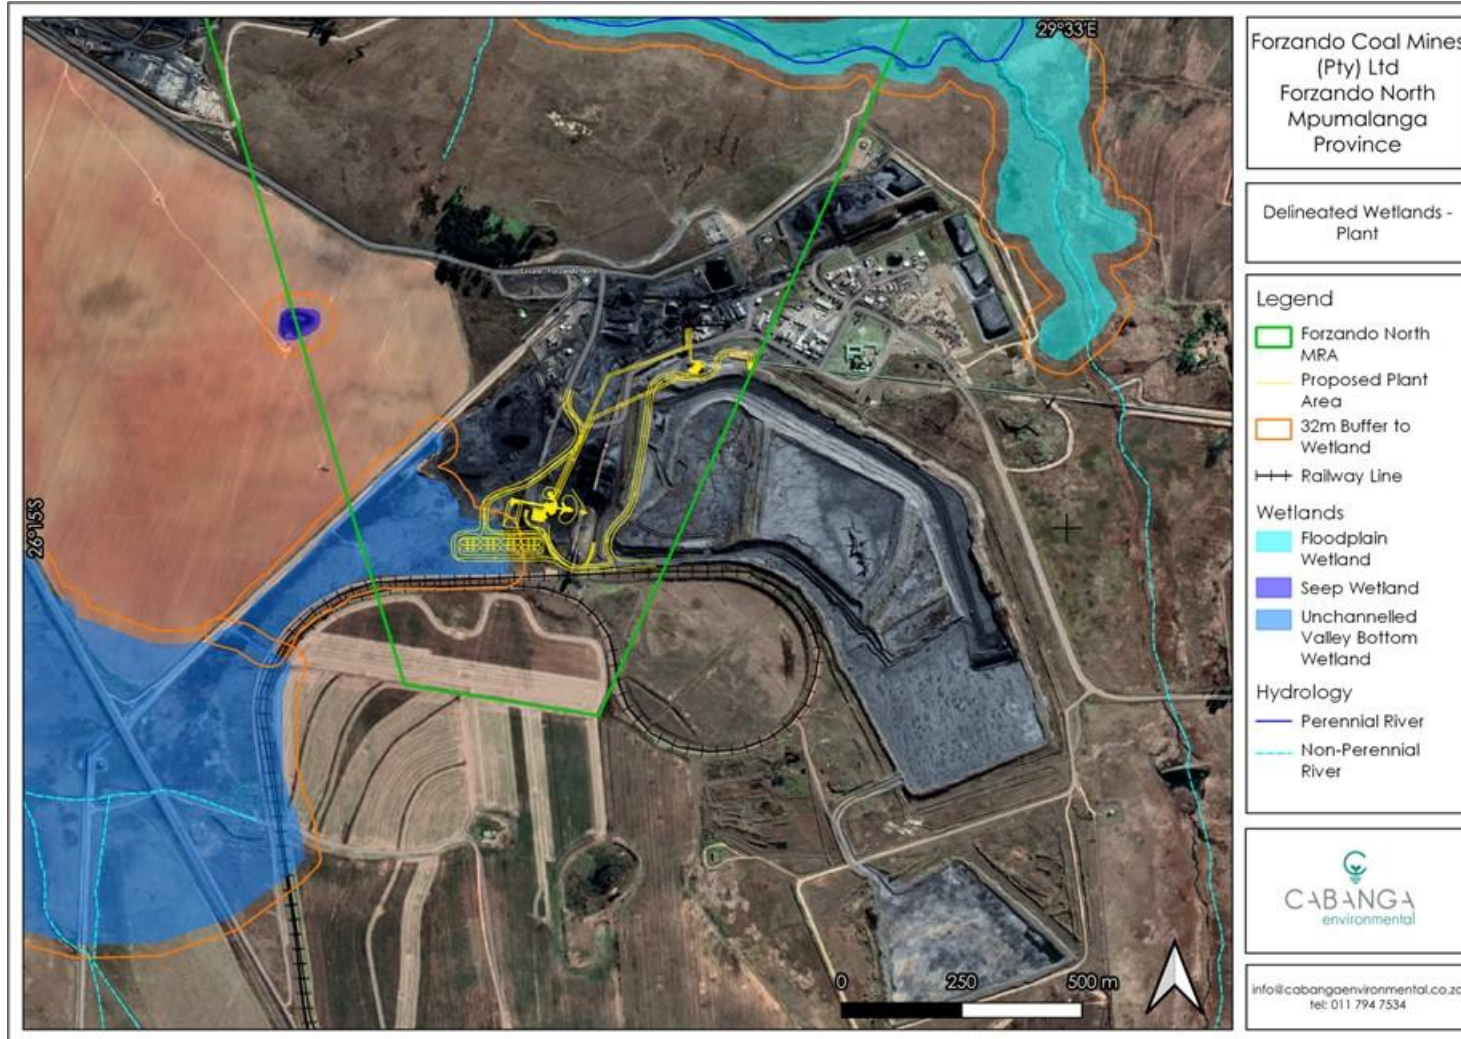 29°33'E
26°15'S
0 250 500 m
Forzando Coal Mines
(Pty) Ltd
Forzando North
Mpumalanga
Province
Delineated Wetlands -
Plant
Legend
Forzando North
MRA
Proposed Plant
Area
32m Buffer to
Wetland
Railway Line
Wetlands
Floodplain
Wetland
Seep Wetland
Unchannelled
Valley Bottom
Wetland
Hydrology
Perennial River
Non-Perennial
River
CABANGA
environmental
info@cabangaenvironmental.co.za
tel: 011 794 7534